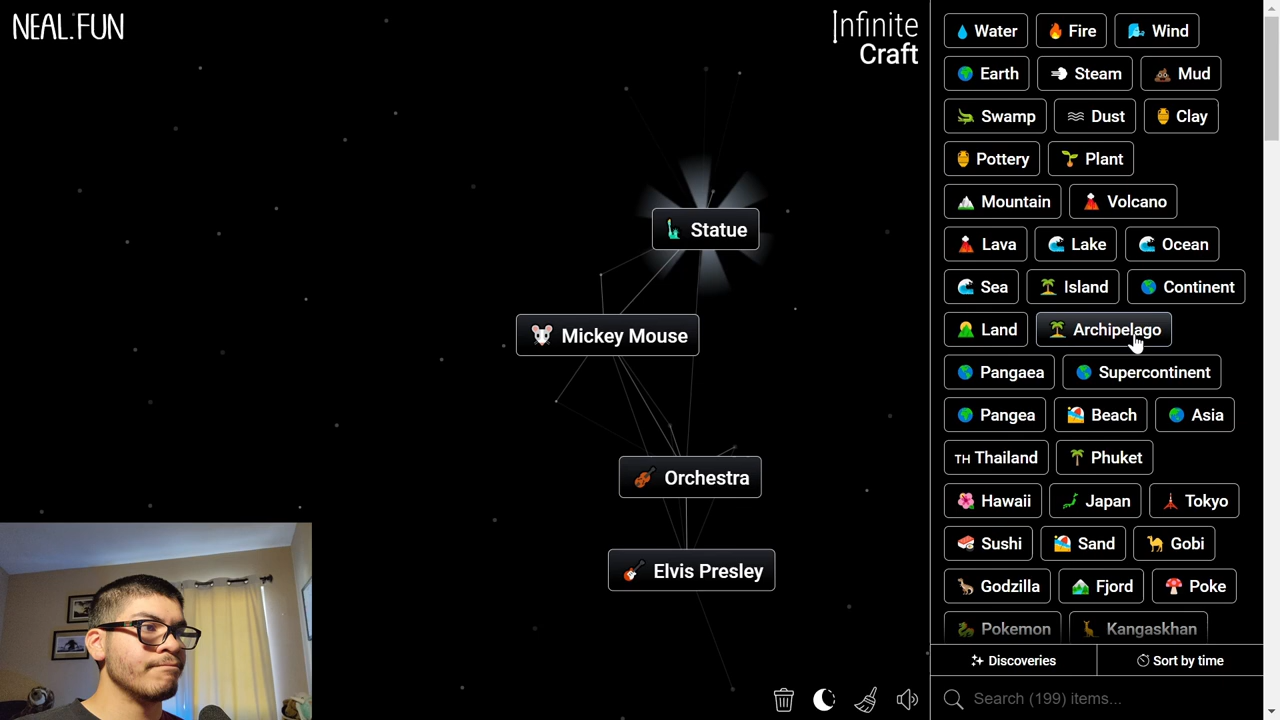 NEAL.FUN
Infinite
Craft
Statue
Mickey Mouse
Orchestra
Elvis Presley
Water
Fire
Wind
Earth
Steam
Mud
Swamp
Dust
Clay
Pottery
Plant
Mountain
Volcano
Lava
Lake
Ocean
Sea
Island
Continent
Land
Archipelago
Pangaea
Supercontinent
Pangea
Beach
Asia
TH Thailand
Phuket
Hawaii
Japan
Tokyo
Sushi
Sand
Gobi
Godzilla
Fjord
Poke
Pokemon
Kangaskhan
Discoveries
Sort by time
Search (199) items...